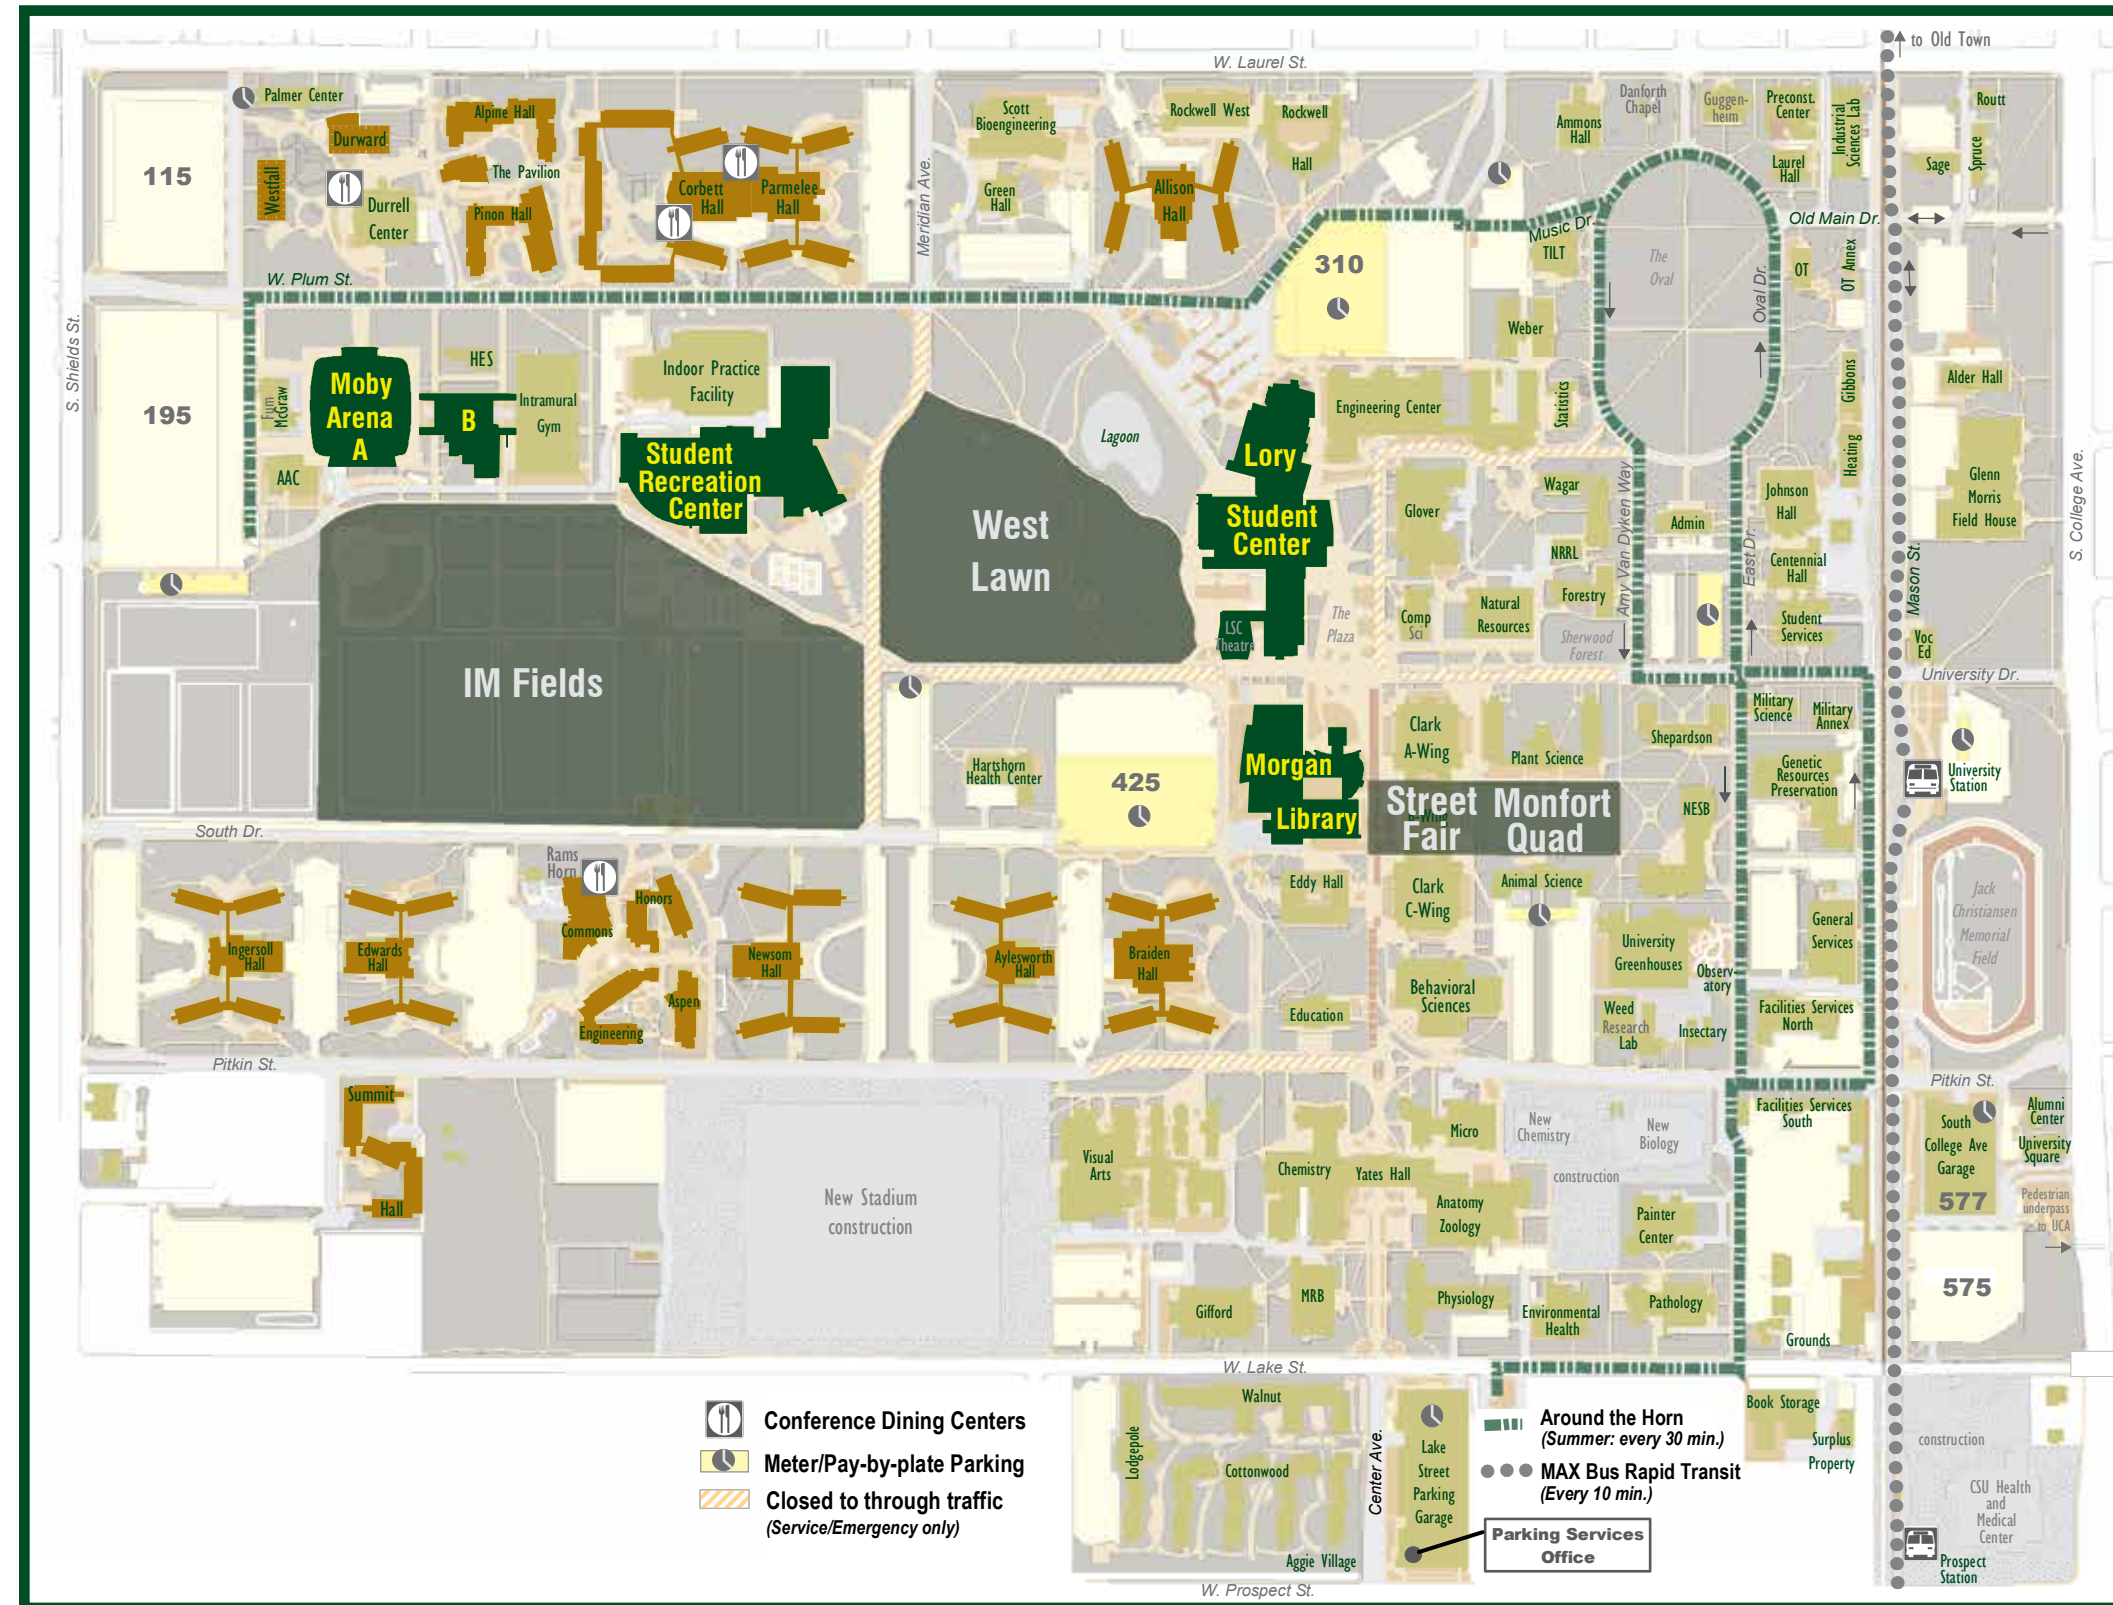 to Old Town
W. Laurel St.
Palmer Center
Alpine Hall
Durward
The Pavilion
Westfall
Durrell
Center
Pinon Hall
Corbett
Hall
Parmelee
Hall
115
Meridian Ave.
Scott
Bioengineering
Green
Hall
Rockwell West
Rockwell
Hall
Allison
Hall
Ammons
Hall
Danforth
Chapel
Guggen-
heim
Preconst.
Center
Industrial
Sciences Lab
Laurel
Hall
Routt
Sage
Spruce
Old Main Dr.
Music Dr.
TILT
310
The
Oval
Oval Dr.
OT
OT Annex
W. Plum St.
S. Shields St.
195
Fum
McGraw
Moby
Arena
A
B
HES
Intramural
Gym
AAC
Indoor Practice
Facility
Student
Recreation
Center
West
Lawn
Lagoon
Lory
Student
Center
LSC
Theatre
The
Plaza
Weber
Engineering Center
Statistics
Gibbons
Heating
Alder Hall
Glenn
Morris
Field House
S. College Ave.
Glover
Wagar
NRRL
Forestry
Comp
Sci
Natural
Resources
Sherwood
Forest
Amy Van Dyken Way
Admin
East Dr.
Johnson
Hall
Centennial
Hall
Student
Services
Mason St.
Voc
Ed
University Dr.
IM Fields
Hartshorn
Health Center
425
Morgan
Library
Clark
A-Wing
B-Wing
Street
Fair
Monfort
Quad
Plant Science
Shepardson
NESB
Military
Science
Military
Annex
Genetic
Resources
Preservation
University
Station
South Dr.
Rams
Horn
Commons
Honors
Ingersoll
Hall
Edwards
Hall
Newsom
Hall
Aylesworth
Hall
Braiden
Hall
Engineering
Aspen
Eddy Hall
Clark
C-Wing
Animal Science
Education
Behavioral
Sciences
University
Greenhouses
Observ-
atory
Weed
Research
Lab
Insectary
General
Services
Facilities Services
North
Jack
Christiansen
Memorial
Field
Pitkin St.
Pitkin St.
Summit
Hall
New Stadium
construction
Visual
Arts
Chemistry
Yates Hall
Micro
Anatomy
Zoology
New
Chemistry
New
Biology
construction
Painter
Center
Facilities Services
South
South
College Ave
Garage
577
Alumni
Center
University
Square
Pedestrian
underpass
to UCA
575
Gifford
MRB
Physiology
Environmental
Health
Pathology
Grounds
W. Lake St.
Conference Dining Centers
Meter/Pay-by-plate Parking
Closed to through traffic
(Service/Emergency only)
Lodgepole
Walnut
Cottonwood
Aggie Village
Center Ave.
Lake
Street
Parking
Garage
Around the Horn
(Summer: every 30 min.)
MAX Bus Rapid Transit
(Every 10 min.)
Parking Services
Office
Book Storage
Surplus
Property
construction
CSU Health
and
Medical
Center
Prospect
Station
W. Prospect St.